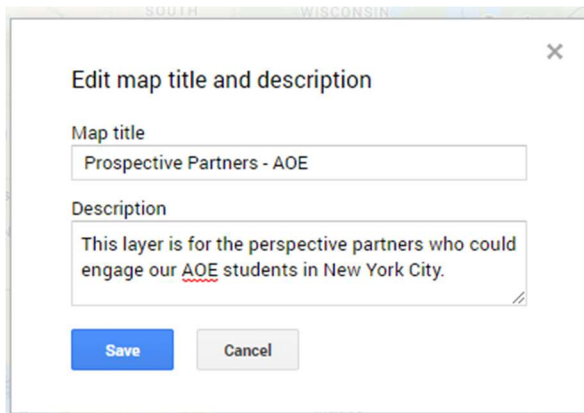 SOUTH WISCONSIN
Edit map title and description
Map title
Prospective Partners - AOE
Description
This layer is for the perspective partners who could
engage our AOE students in New York City.
Save Cancel